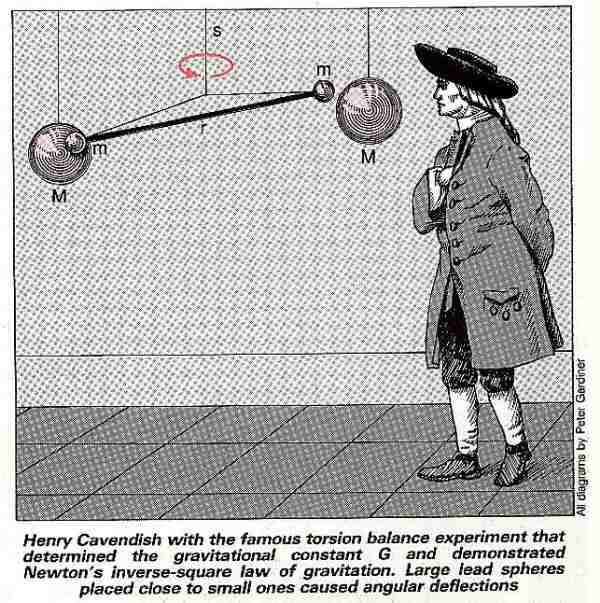 s
m
r
m
M
M
All diagrams by Peter Gardiner
Henry Cavendish with the famous torsion balance experiment that
determined the gravitational constant G and demonstrated
Newton's inverse-square law of gravitation. Large lead spheres
placed close to small ones caused angular deflections